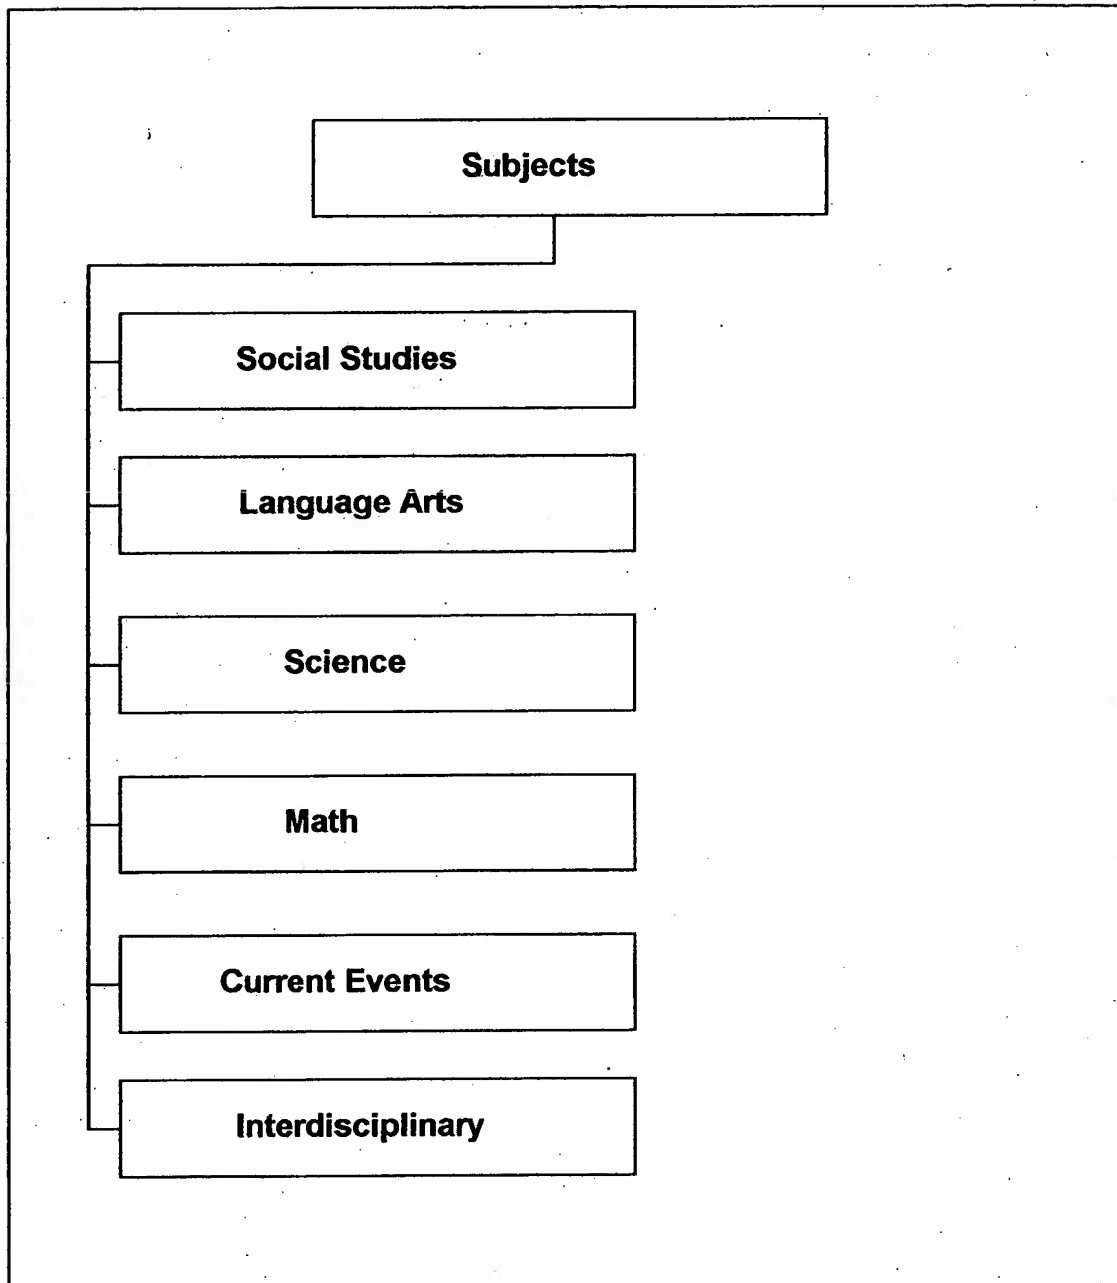 Subjects
Social Studies
Language Arts
Science
Math
Current Events
Interdisciplinary